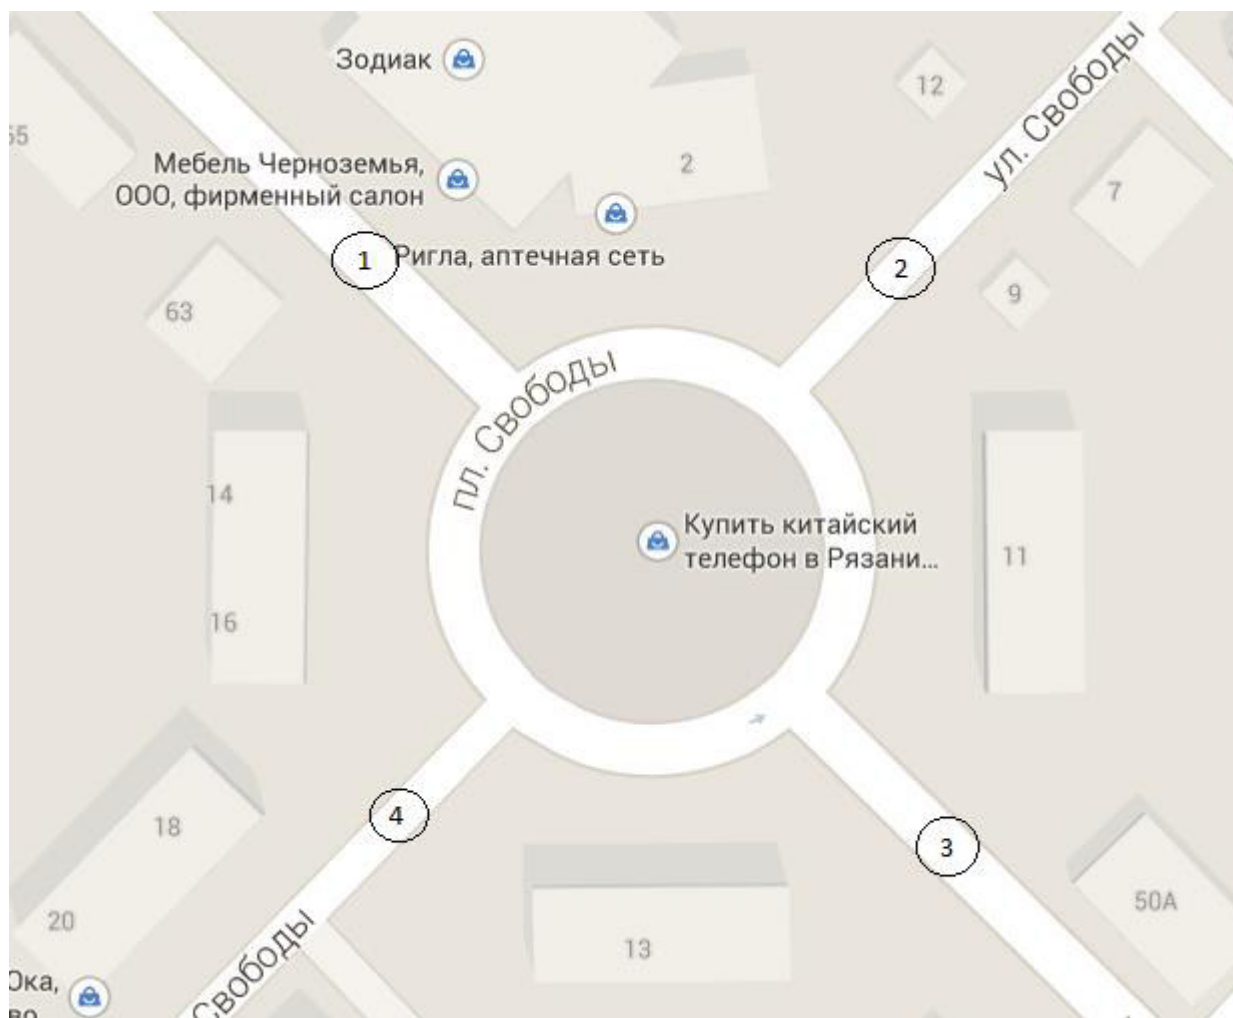 Зодиак
12
ул. Свободы
55
Мебель Черноземья,
ООО, фирменный салон
2
7
1
Ригла, аптечная сеть
2
9
63
пл. Свободы
14
Купить китайский
телефон в Рязани...
11
16
4
18
3
50А
20
13
Свободы
Ока,